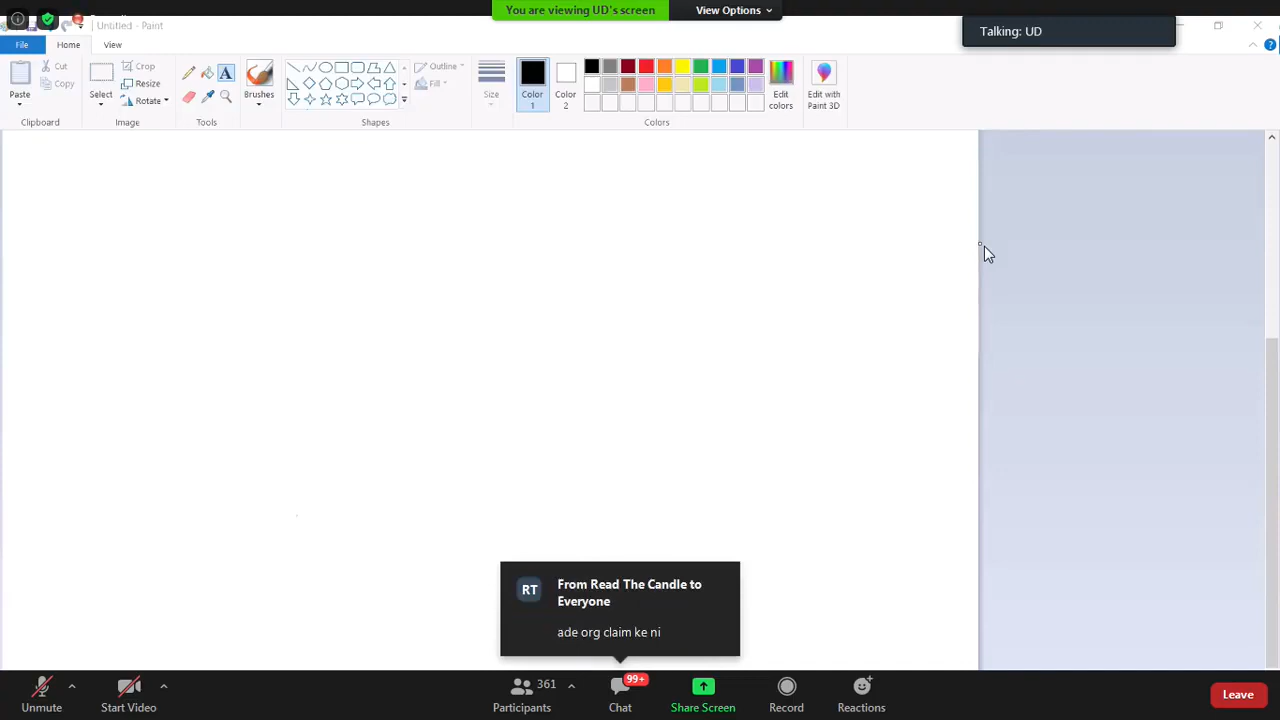 You are viewing UD's screen
View Options
Untitled - Paint
Talking: UD
File
Home
View
Paste
Cut
Copy
Clipboard
Select
Crop
Resize
Rotate
Image
A
Tools
Brushes
Outline
Fill
Shapes
Size
Color
1
Color
2
Edit
colors
Colors
Edit with
Paint 3D
RT
From Read The Candle to
Everyone
ade org claim ke ni
Unmute
Start Video
361
Participants
99+
Chat
Share Screen
Record
Reactions
Leave